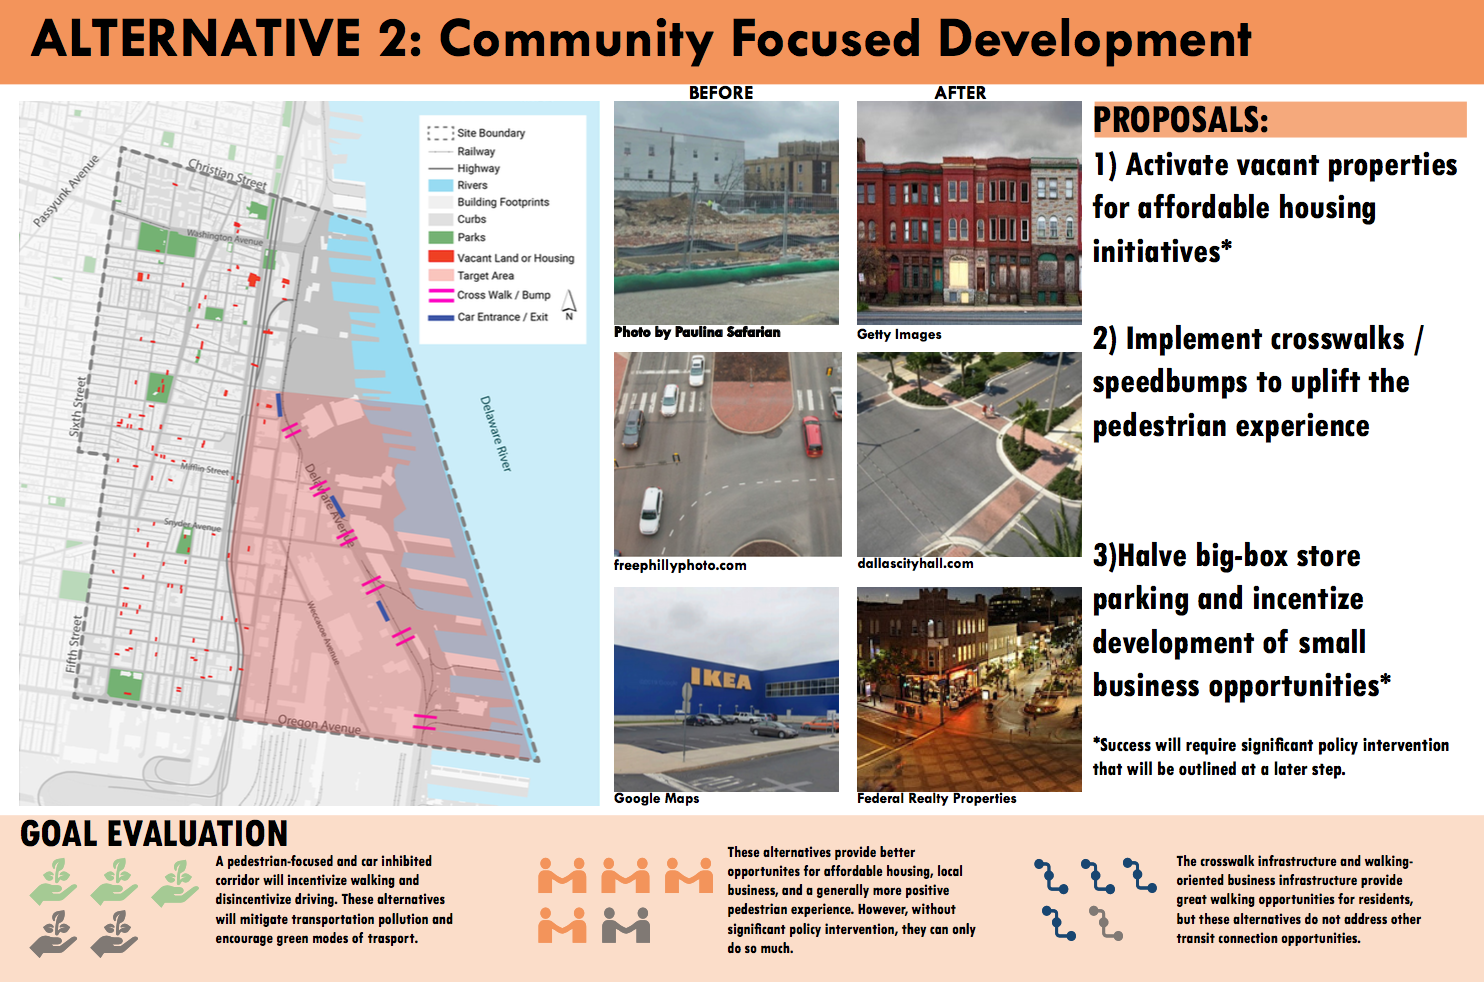 ALTERNATIVE 2: Community Focused Development
Christian Street
Passyunk Avenue
Washington Avenue
Sixth Street
Mifflin Street
Snyder Avenue
Fifth Street
Delaware Avenue
Weccacoe Avenue
Oregon Avenue
Delaware River
Site Boundary
Railway
Highway
Rivers
Building Footprints
Curbs
Parks
Vacant Land or Housing
Target Area
Cross Walk / Bump
Car Entrance / Exit
N
BEFORE
AFTER
Photo by Paulina Safarian
Getty Images
freephillyphoto.com
dallascityhall.com
IKEA
Google Maps
Federal Realty Properties
PROPOSALS:
1) Activate vacant properties
for affordable housing
initiatives*
2) Implement crosswalks /
speedbumps to uplift the
pedestrian experience
3)Halve big-box store
parking and incentize
development of small
business opportunities*
*Success will require significant policy intervention
that will be outlined at a later step.
GOAL EVALUATION
A pedestrian-focused and car inhibited
corridor will incentivize walking and
disincentivize driving. These alternatives
will mitigate transportation pollution and
encourage green modes of trasport.
These alternatives provide better
opportunites for affordable housing, local
business, and a generally more positive
pedestrian experience. However, without
significant policy intervention, they can only
do so much.
The crosswalk infrastructure and walking-
oriented business infrastructure provide
great walking opportunities for residents,
but these alternatives do not address other
transit connection opportunities.